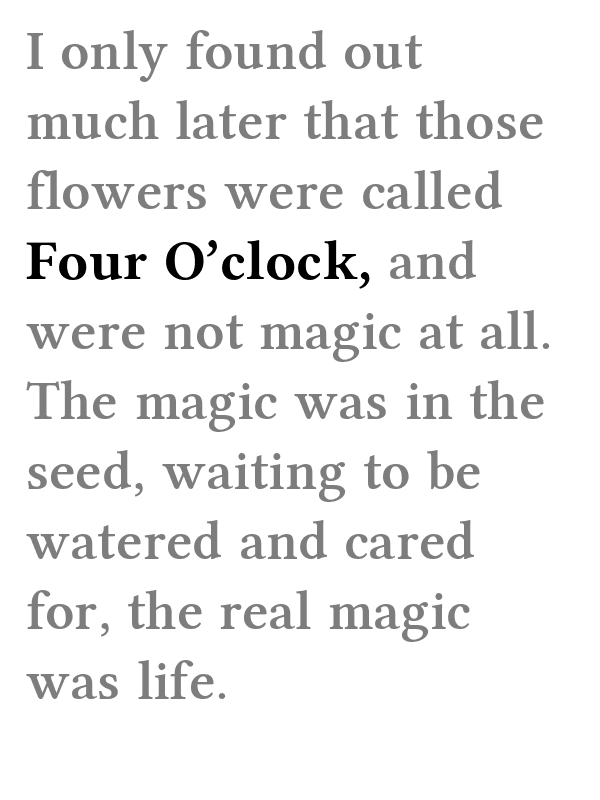 I only found out
much later that those
flowers were called
Four O’clock, and
were not magic at all.
The magic was in the
seed, waiting to be
watered and cared
for, the real magic
was life.